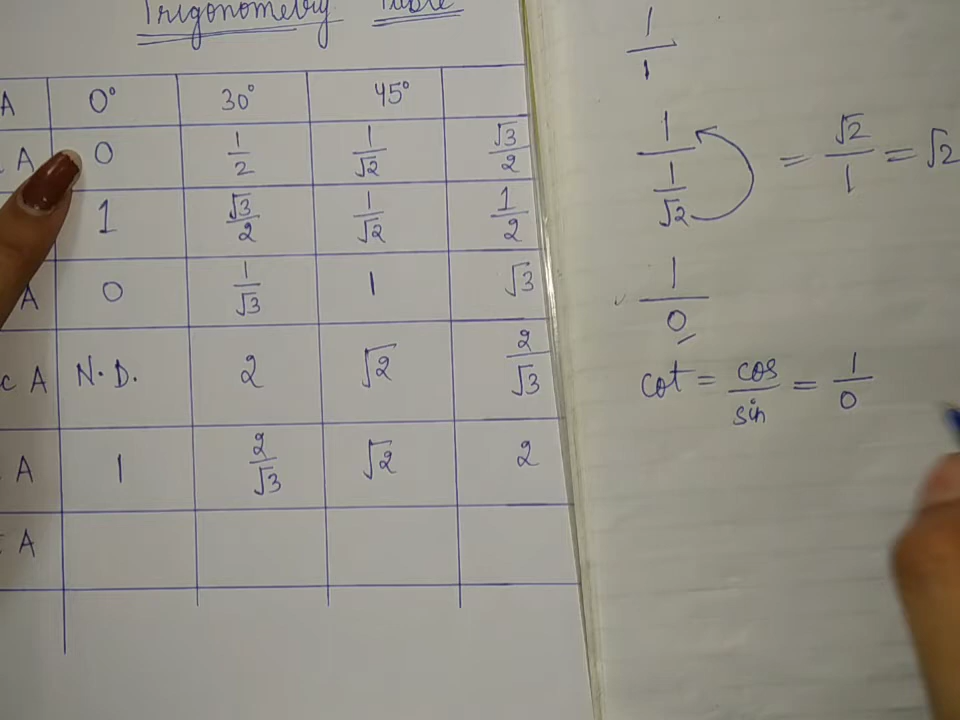 Trigonometry Table
A 0° 30° 45°
A 0 1/2 1/√2 √3/2
1 √3/2 1/√2 1/2
A 0 1/√3 1 √3
c A N.D. 2 √2 2/√3
A 1 2/√3 √2 2
t A
1/1
1/(1/√2) = √2/1 = √2
1/0
cot = cos/sin = 1/0